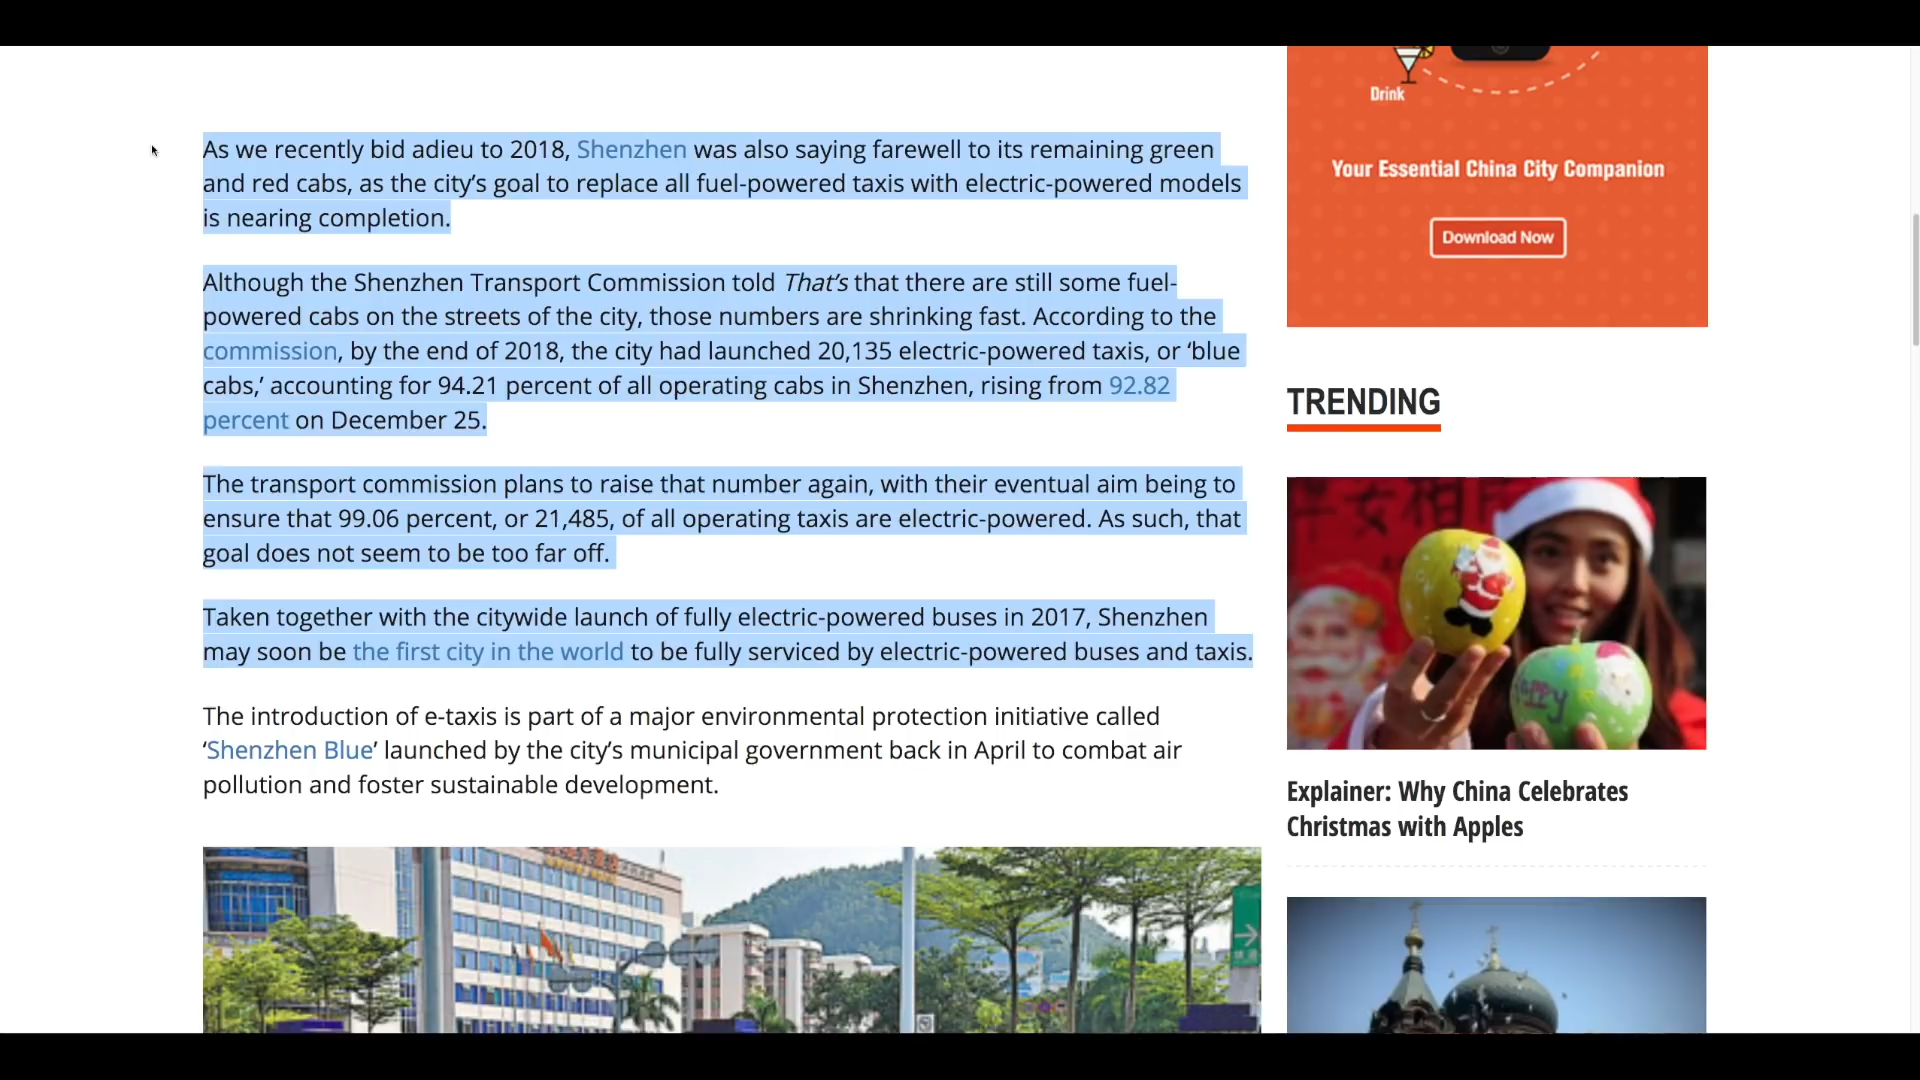 As we recently bid adieu to 2018, Shenzhen was also saying farewell to its remaining green
and red cabs, as the city’s goal to replace all fuel-powered taxis with electric-powered models
is nearing completion.
Although the Shenzhen Transport Commission told That’s that there are still some fuel-
powered cabs on the streets of the city, those numbers are shrinking fast. According to the
commission, by the end of 2018, the city had launched 20,135 electric-powered taxis, or ‘blue
cabs,’ accounting for 94.21 percent of all operating cabs in Shenzhen, rising from 92.82
percent on December 25.
The transport commission plans to raise that number again, with their eventual aim being to
ensure that 99.06 percent, or 21,485, of all operating taxis are electric-powered. As such, that
goal does not seem to be too far off.
Taken together with the citywide launch of fully electric-powered buses in 2017, Shenzhen
may soon be the first city in the world to be fully serviced by electric-powered buses and taxis.
The introduction of e-taxis is part of a major environmental protection initiative called
‘Shenzhen Blue’ launched by the city’s municipal government back in April to combat air
pollution and foster sustainable development.
Drink
Your Essential China City Companion
Download Now
TRENDING
Happy
Explainer: Why China Celebrates
Christmas with Apples